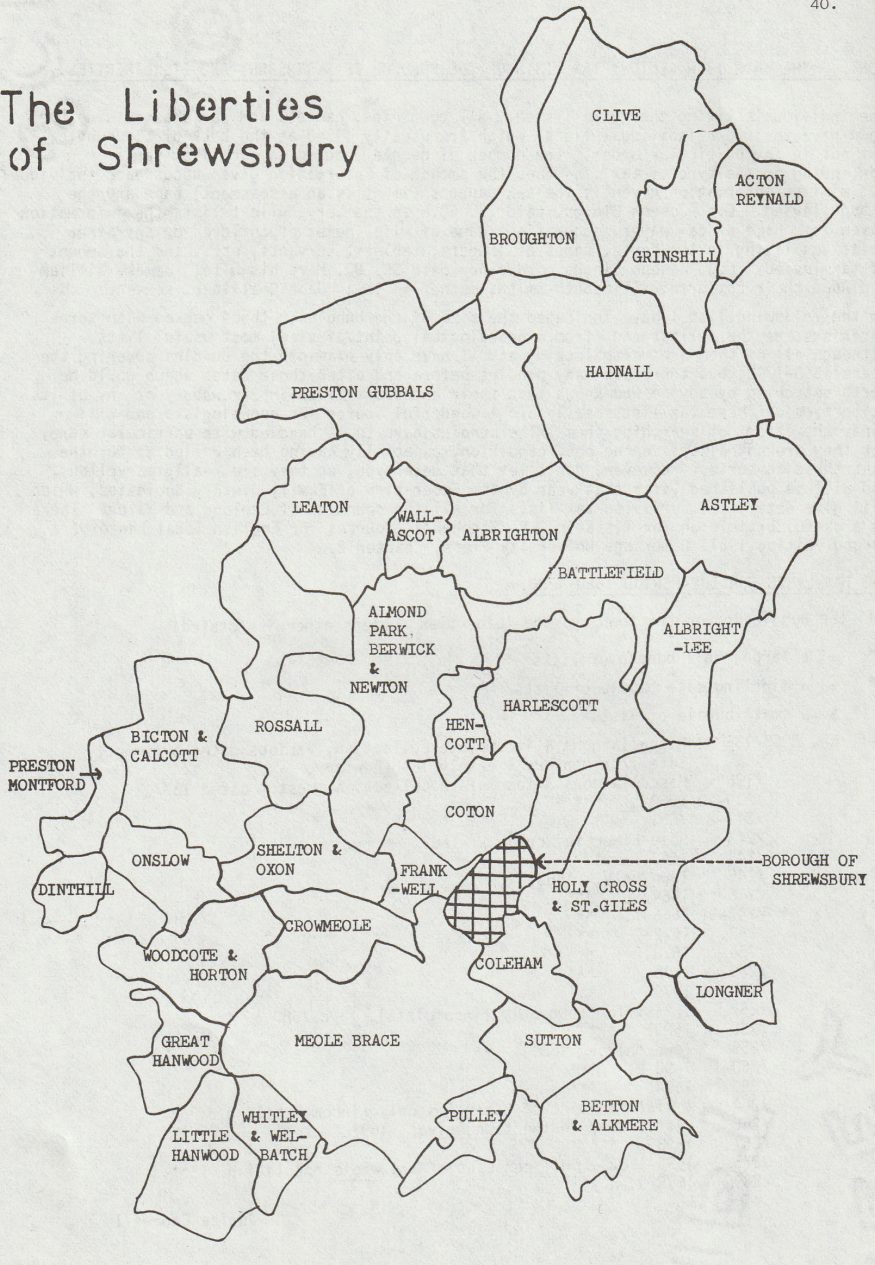 40.
The Liberties
of Shrewsbury
CLIVE
ACTON
REYNALD
BROUGHTON
GRINSHILL
HADNALL
PRESTON GUBBALS
ASTLEY
LEATON
WALL-
ASCOT
ALBRIGHTON
BATTLEFIELD
ALMOND
PARK,
BERWICK
&
NEWTON
ALBRIGHT
-LEE
HARLESCOTT
HEN-
COTT
ROSSALL
BICTON &
CALCOTT
PRESTON
MONTFORD
COTON
ONSLOW
SHELTON &
OXON
FRANK
-WELL
BOROUGH OF
SHREWSBURY
DINTHILL
HOLY CROSS
& ST.GILES
CROWMEOLE
WOODCOTE &
HORTON
COLEHAM
LONGNER
GREAT
HANWOOD
MEOLE BRACE
SUTTON
BETTON
& ALKMERE
PULLEY
WHITLEY
& WEL-
BATCH
LITTLE
HANWOOD